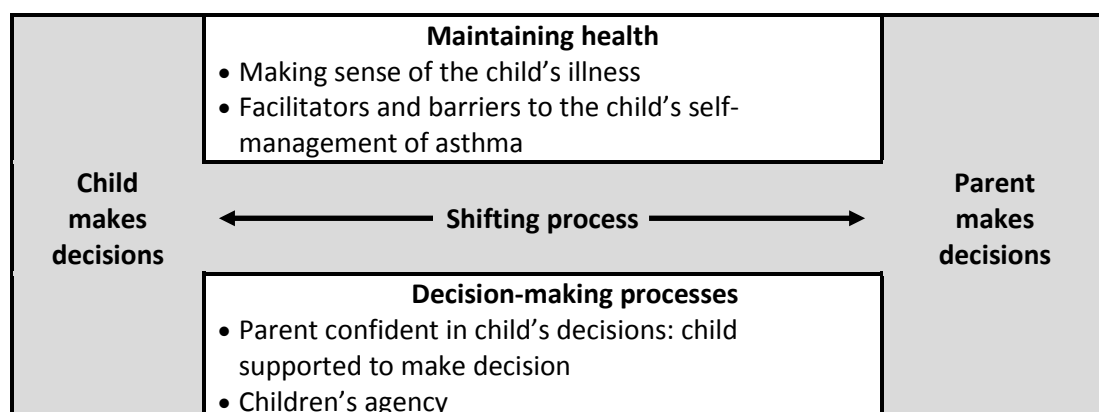 Maintaining health
• Making sense of the child’s illness
• Facilitators and barriers to the child’s self-
management of asthma
Child
makes
decisions
Shifting process
Parent
makes
decisions
Decision-making processes
• Parent confident in child’s decisions: child
supported to make decision
• Children’s agency